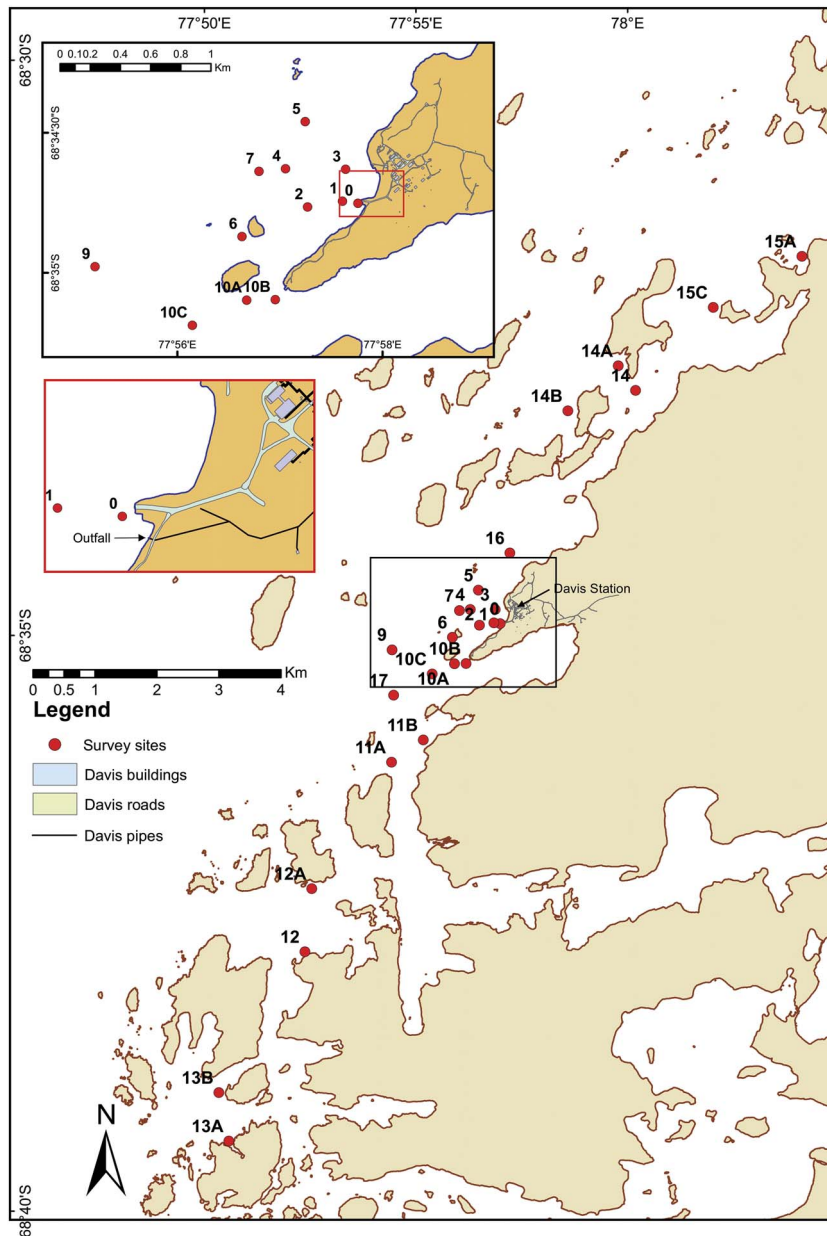 77°50'E
77°55'E
78°E
68°30'S
0 0.10.2 0.4 0.6 0.8 1
Km
68°34'30"S
5
7
4
3
2
1
0
6
9
68°35'S
10A
10B
10C
77°56'E
77°58'E
15A
15C
14A
14
14B
1
0
Outfall
16
5
7
4
3
2
1
0
Davis Station
6
9
10B
10C
10A
68°35'S
17
Km
0 0.5 1 2 3 4
Legend
Survey sites
Davis buildings
Davis roads
Davis pipes
11B
11A
12A
12
13B
13A
N
68°40'S